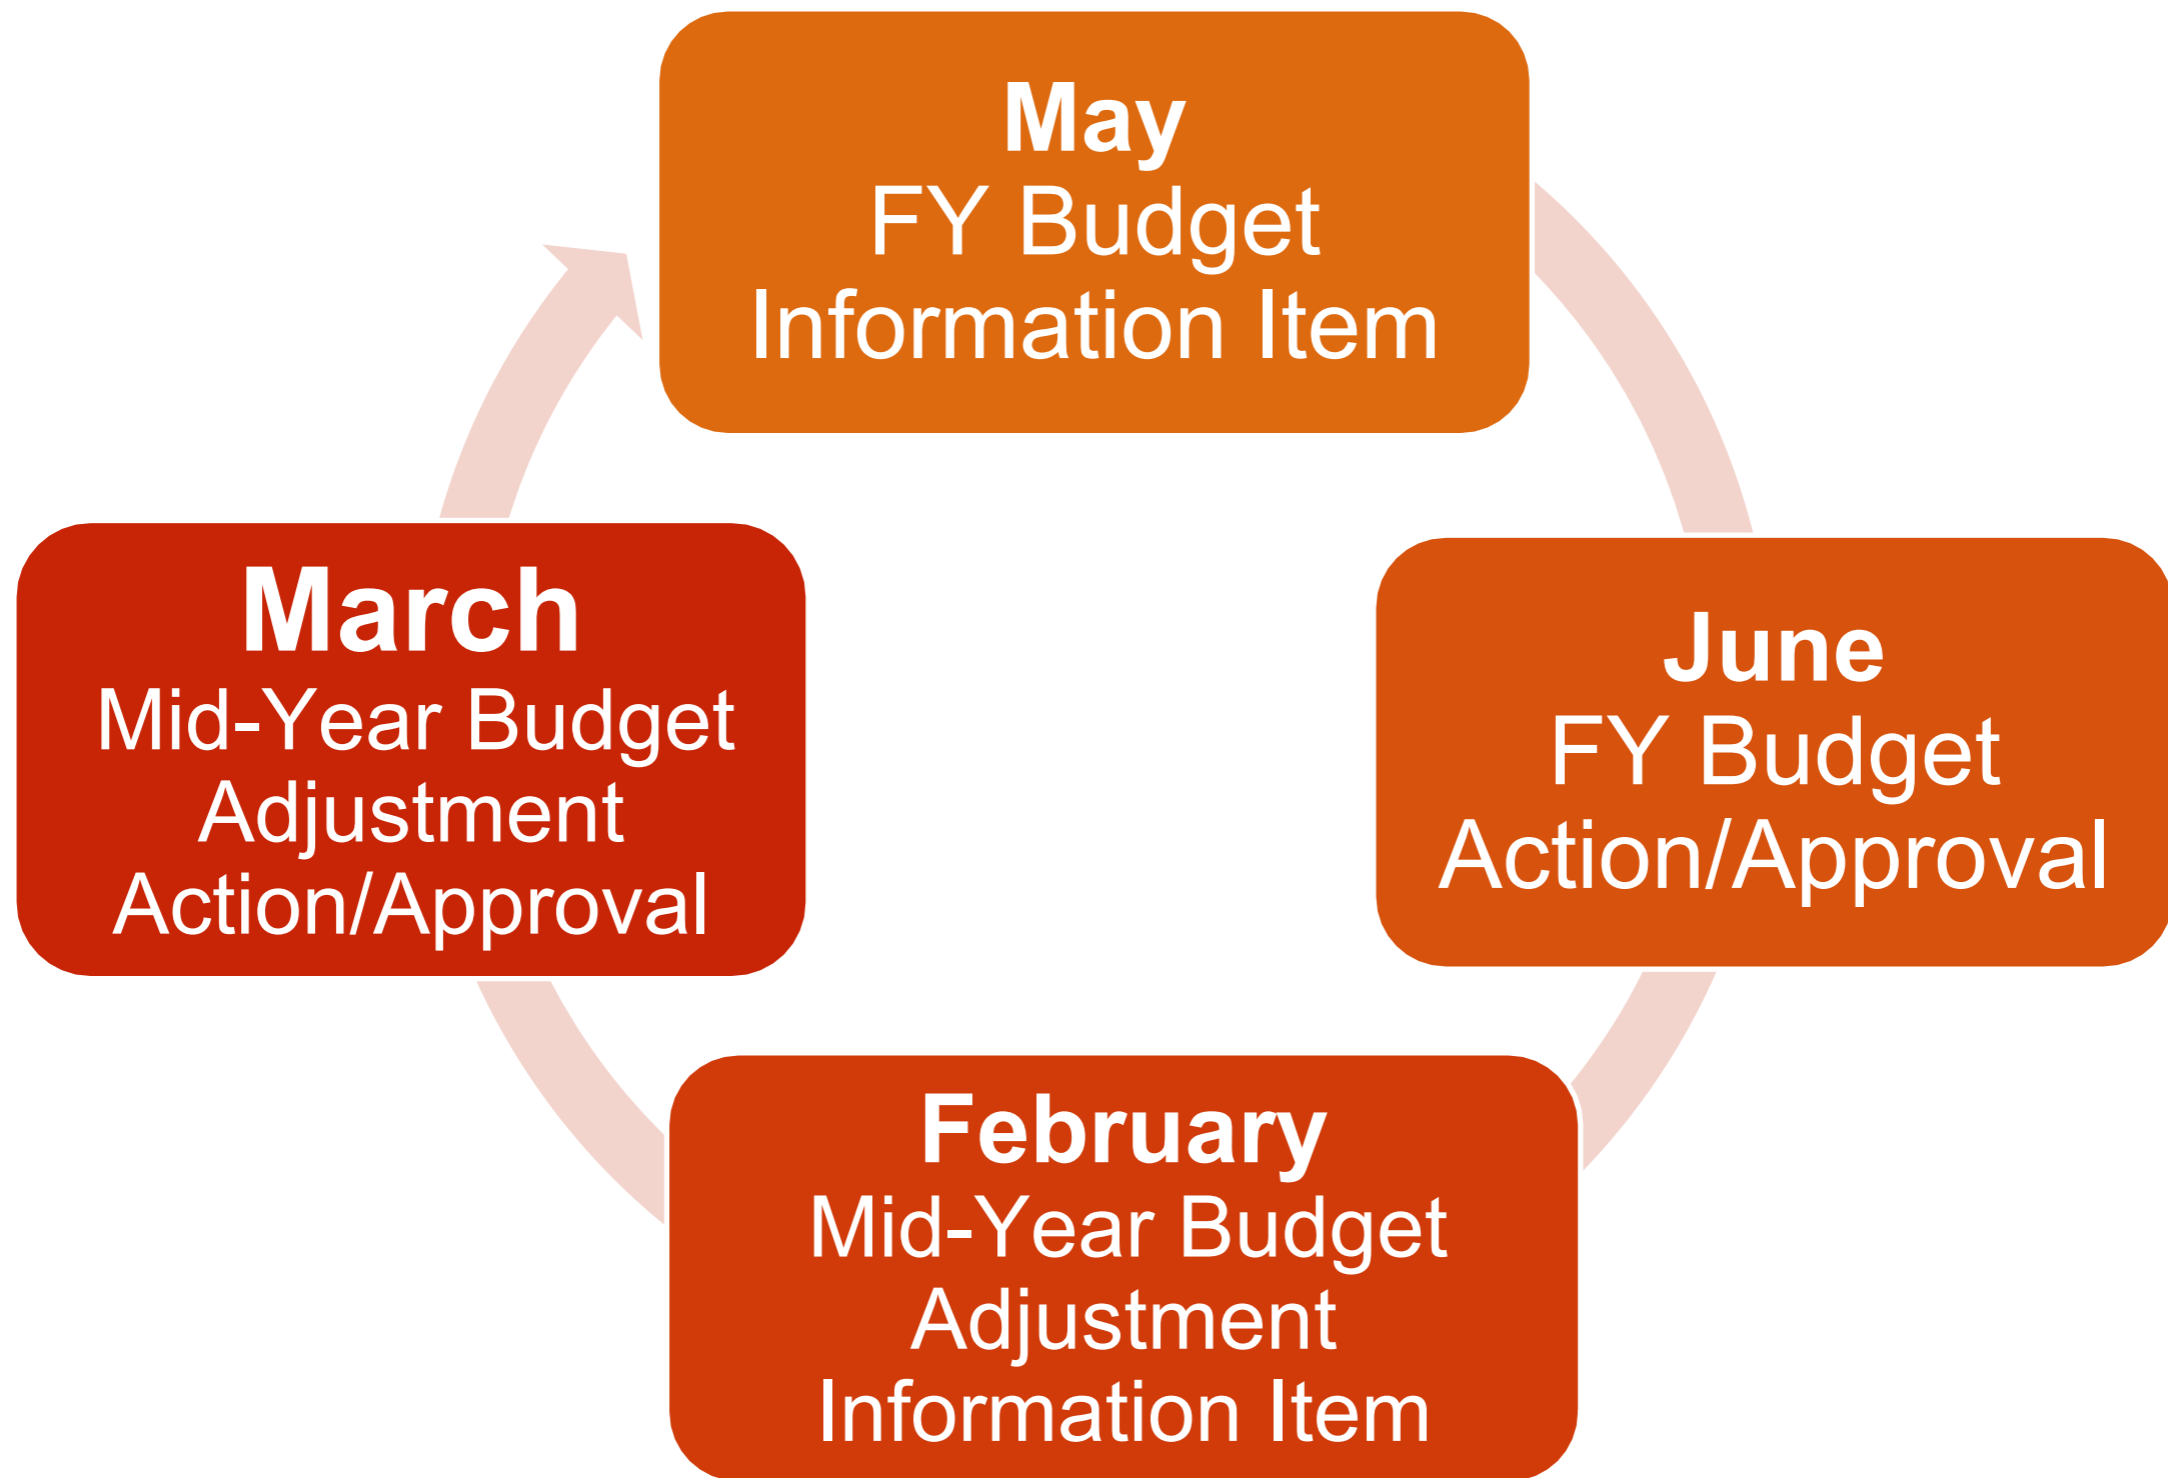 May
FY Budget
Information Item
June
FY Budget
Action/Approval
February
Mid-Year Budget
Adjustment
Information Item
March
Mid-Year Budget
Adjustment
Action/Approval